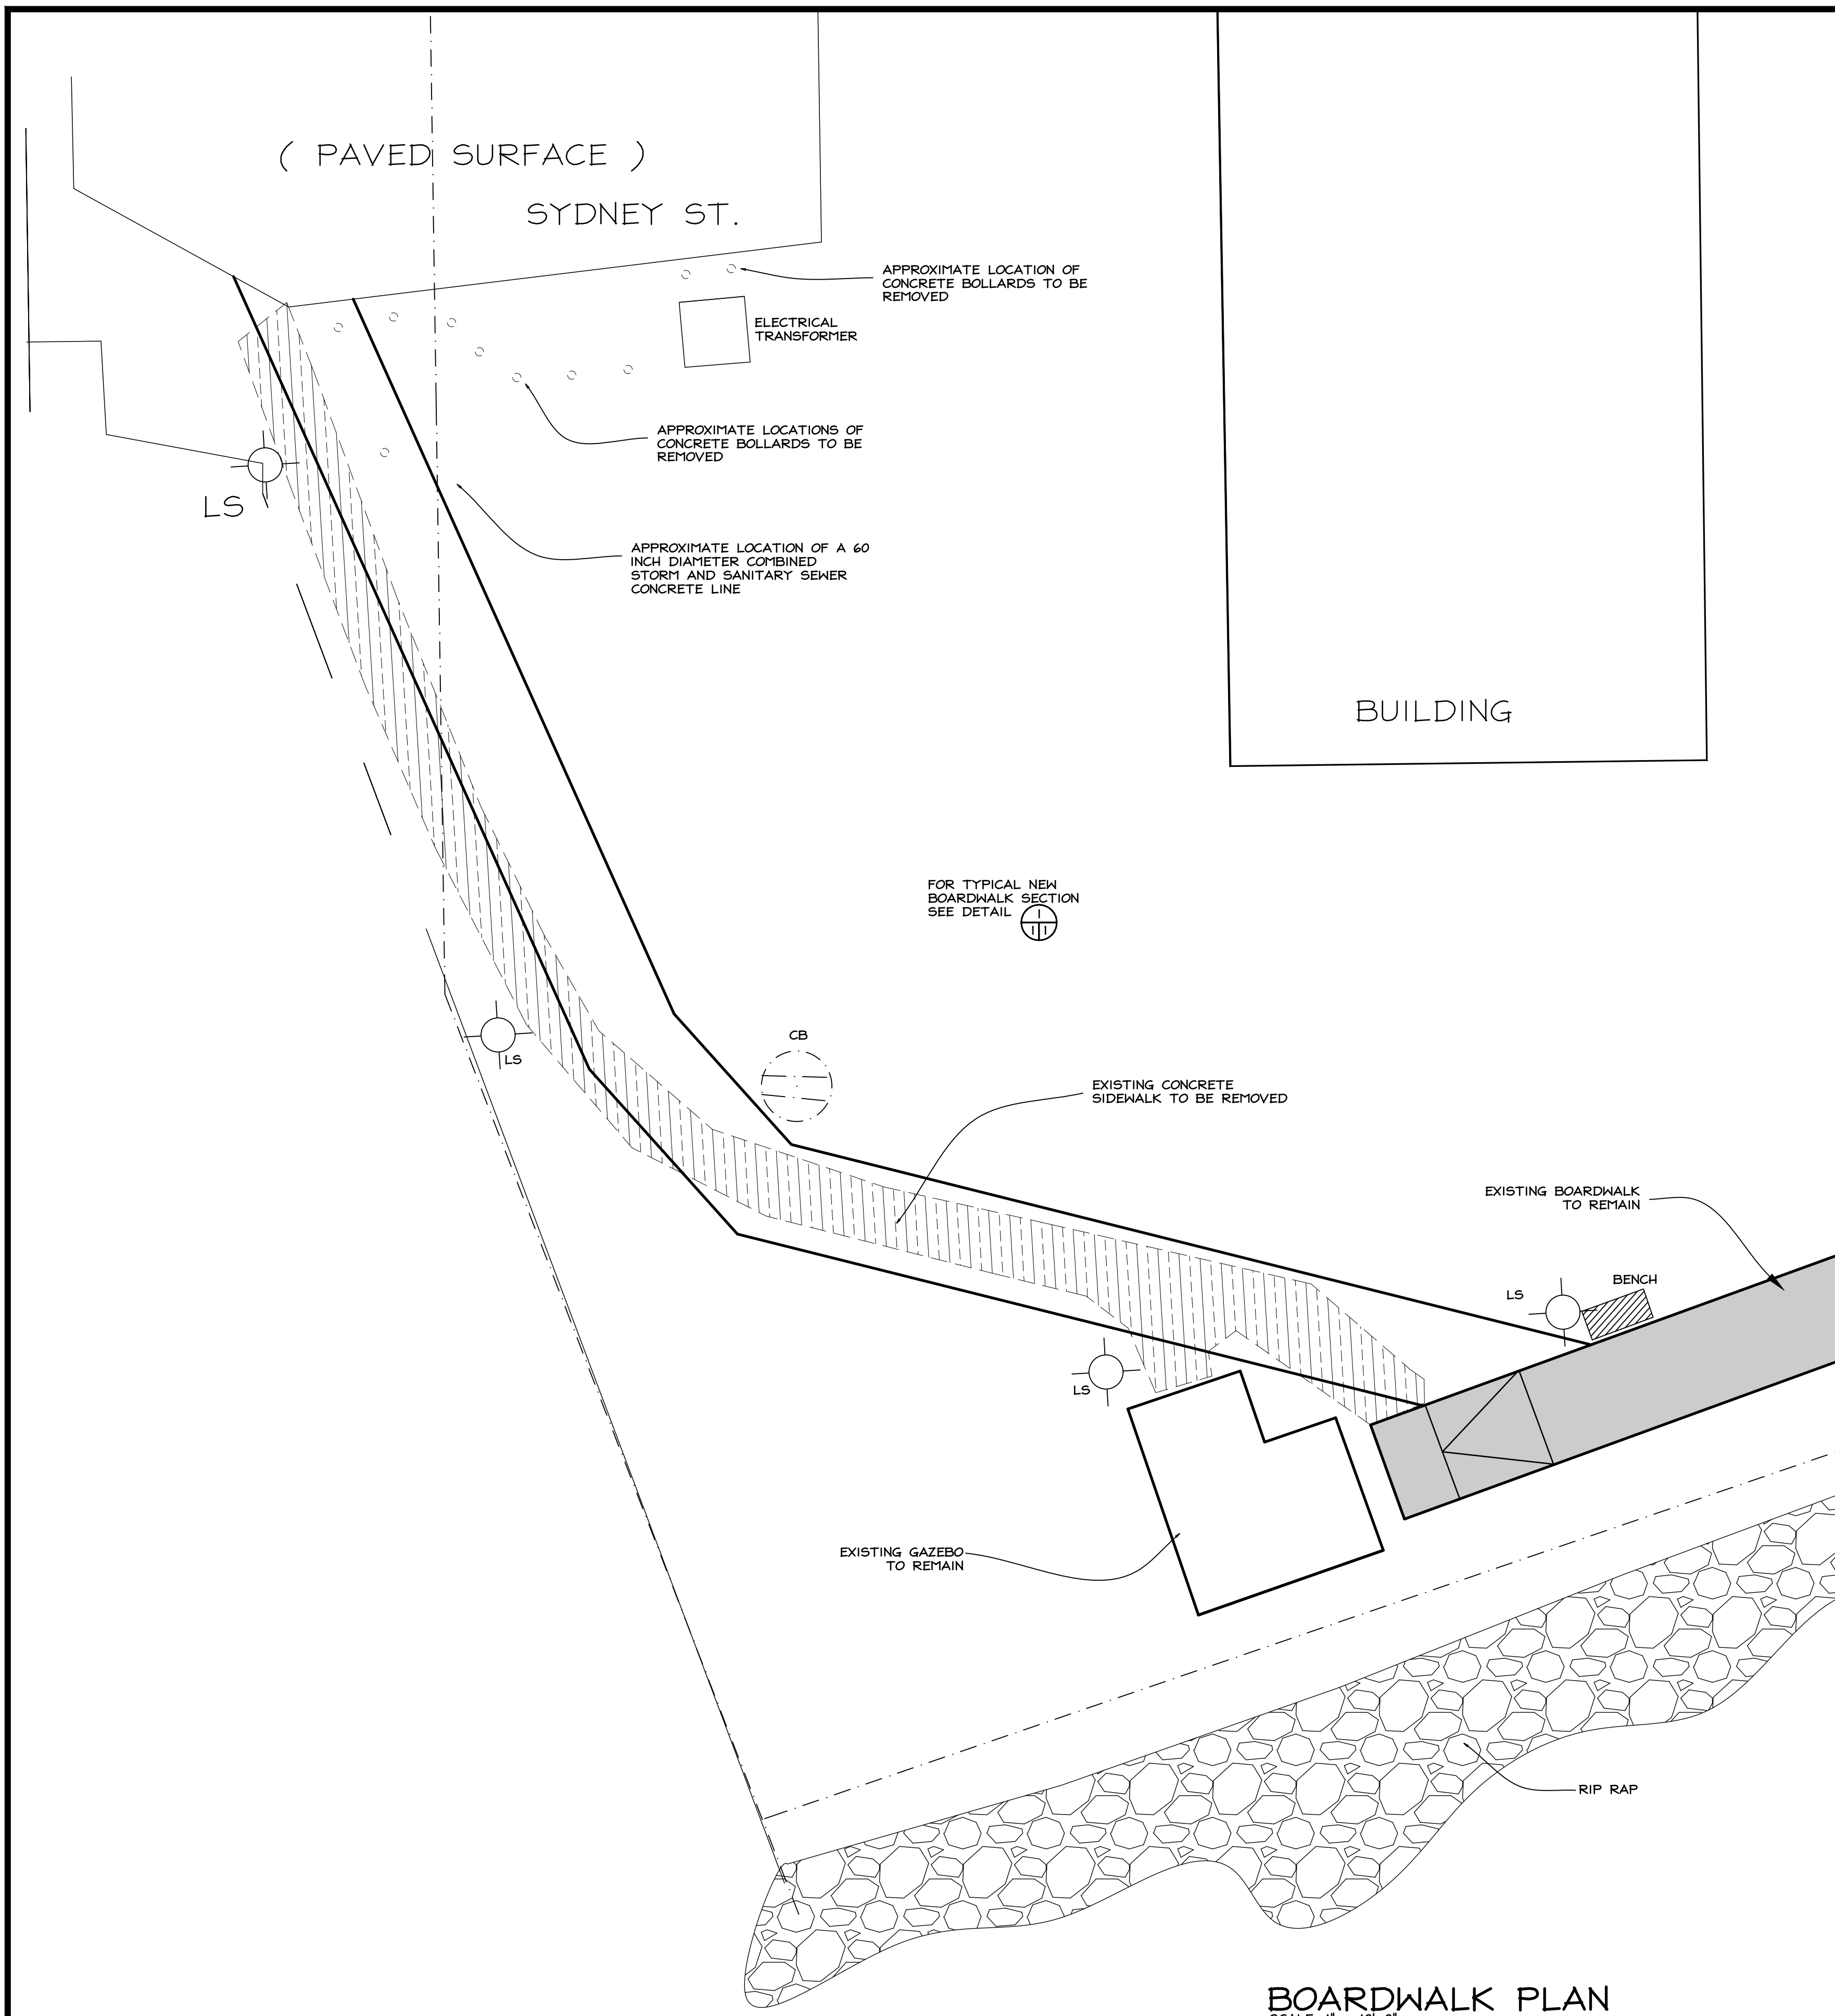 ( PAVED SURFACE )
SYDNEY ST.
APPROXIMATE LOCATION OF
CONCRETE BOLLARDS TO BE
REMOVED
ELECTRICAL
TRANSFORMER
APPROXIMATE LOCATIONS OF
CONCRETE BOLLARDS TO BE
REMOVED
LS
APPROXIMATE LOCATION OF A 60
INCH DIAMETER COMBINED
STORM AND SANITARY SEWER
CONCRETE LINE
BUILDING
FOR TYPICAL NEW
BOARDWALK SECTION
SEE DETAIL
CB
LS
EXISTING CONCRETE
SIDEWALK TO BE REMOVED
EXISTING BOARDWALK
TO REMAIN
BENCH
LS
LS
EXISTING GAZEBO
TO REMAIN
RIP RAP
BOARDWALK PLAN